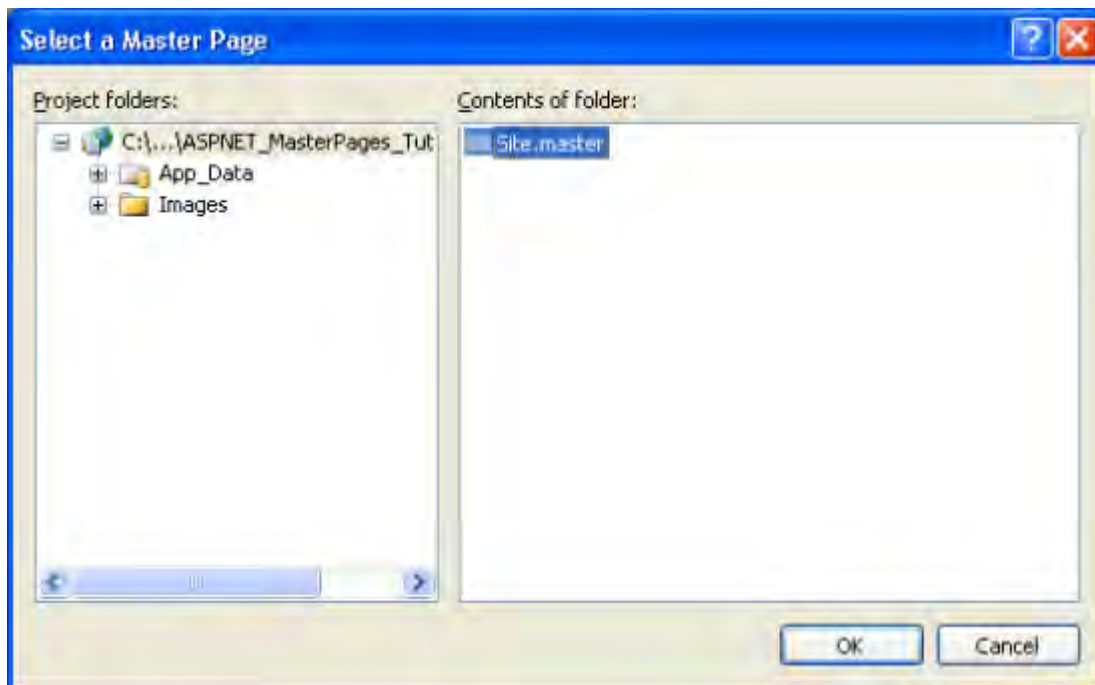 Select a Master Page
Project folders:
Contents of folder:
C:\...\ASPNET_MasterPages_Tut
App_Data
Images
Site.master
OK
Cancel